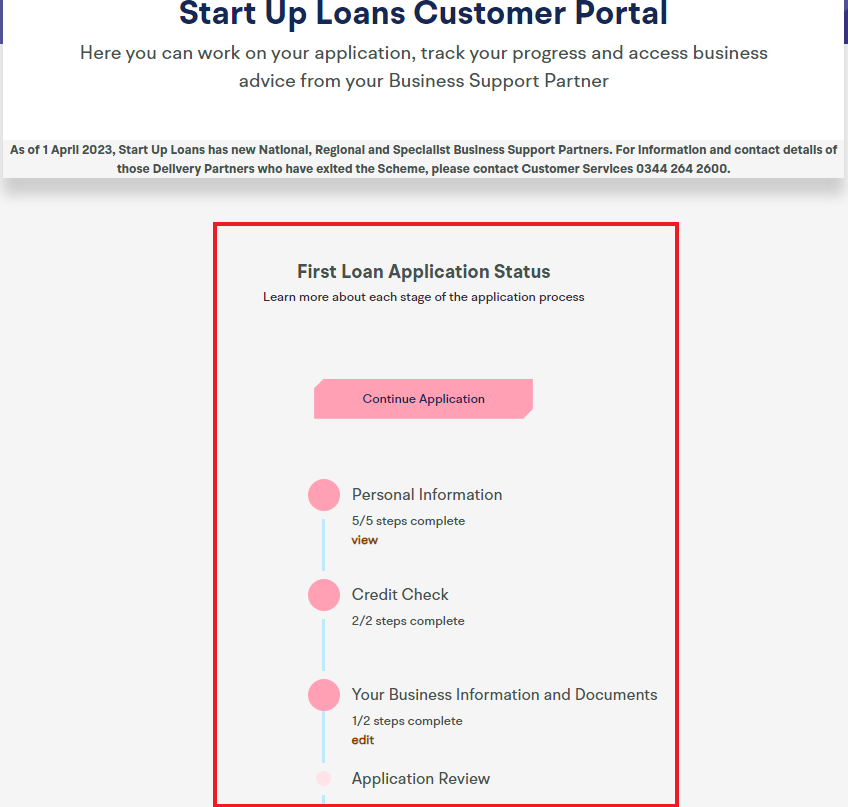 Start Up Loans Customer Portal
Here you can work on your application, track your progress and access business
advice from your Business Support Partner
As of 1 April 2023, Start Up Loans has new National, Regional and Specialist Business Support Partners. For information and contact details of
those Delivery Partners who have exited the Scheme, please contact Customer Services 0344 264 2600.
First Loan Application Status
Learn more about each stage of the application process
Continue Application
Personal Information
5/5 steps complete
view
Credit Check
2/2 steps complete
Your Business Information and Documents
1/2 steps complete
edit
Application Review